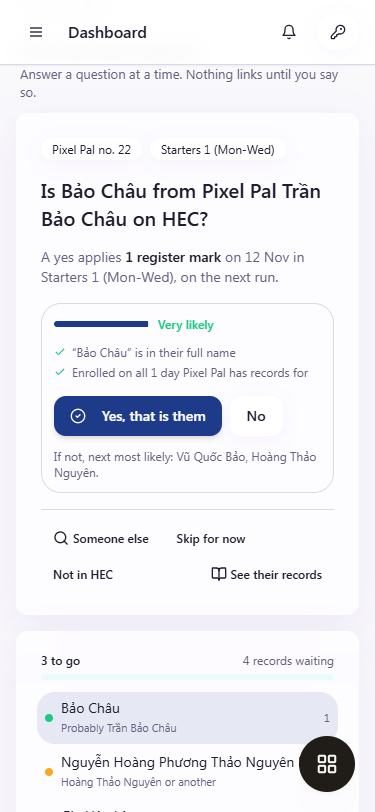 Dashboard
Answer a question at a time. Nothing links until you say
so.
Pixel Pal no. 22
Starters 1 (Mon-Wed)
Is Bảo Châu from Pixel Pal Trần
Bảo Châu on HEC?
A yes applies 1 register mark on 12 Nov in
Starters 1 (Mon-Wed), on the next run.
Very likely
“Bảo Châu” is in their full name
Enrolled on all 1 day Pixel Pal has records for
Yes, that is them
No
If not, next most likely: Vũ Quốc Bảo, Hoàng Thảo
Nguyên.
Someone else
Skip for now
Not in HEC
See their records
3 to go
4 records waiting
Bảo Châu
1
Probably Trần Bảo Châu
Nguyễn Hoàng Phương Thảo Nguyên
Hoàng Thảo Nguyên or another